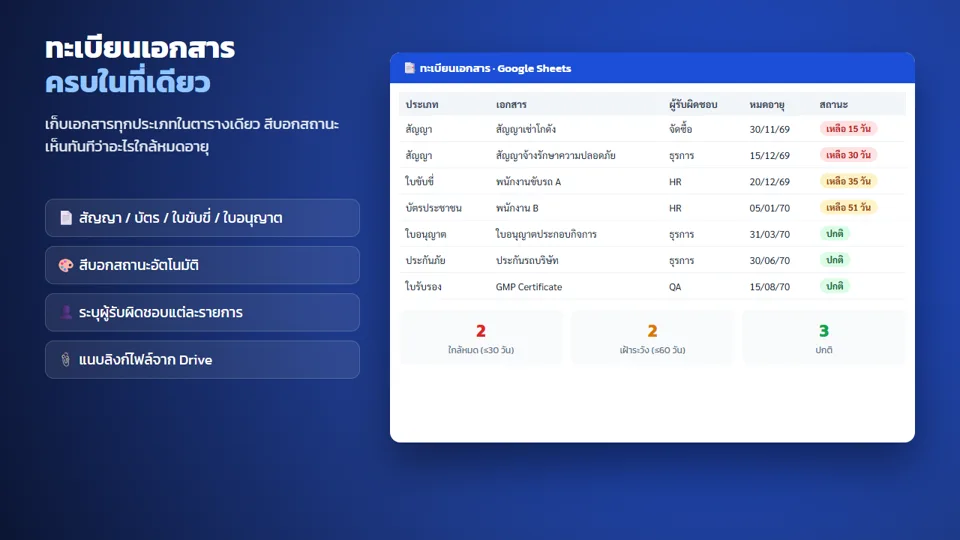 ทะเบียนเอกสาร
ครบในที่เดียว
เก็บเอกสารทุกประเภทในตารางเดียว สีบอกสถานะ
เห็นทันทีว่าอะไรใกล้หมดอายุ
สัญญา / บัตร / ใบขับขี่ / ใบอนุญาต
สีบอกสถานะอัตโนมัติ
ระบุผู้รับผิดชอบแต่ละรายการ
แนบลิงก์ไฟล์จาก Drive
ทะเบียนเอกสาร · Google Sheets
ประเภท เอกสาร ผู้รับผิดชอบ หมดอายุ สถานะ
สัญญา สัญญาเช่าโกดัง จัดซื้อ 30/11/69 เหลือ 15 วัน
สัญญา สัญญาจ้างรักษาความปลอดภัย ธุรการ 15/12/69 เหลือ 30 วัน
ใบขับขี่ พนักงานขับรถ A HR 20/12/69 เหลือ 35 วัน
บัตรประชาชน พนักงาน B HR 05/01/70 เหลือ 51 วัน
ใบอนุญาต ใบอนุญาตประกอบกิจการ ธุรการ 31/03/70 ปกติ
ประกันภัย ประกันรถบริษัท ธุรการ 30/06/70 ปกติ
ใบรับรอง GMP Certificate QA 15/08/70 ปกติ
2 2 3
ใกล้หมด (≤30 วัน) เฝ้าระวัง (≤60 วัน) ปกติ